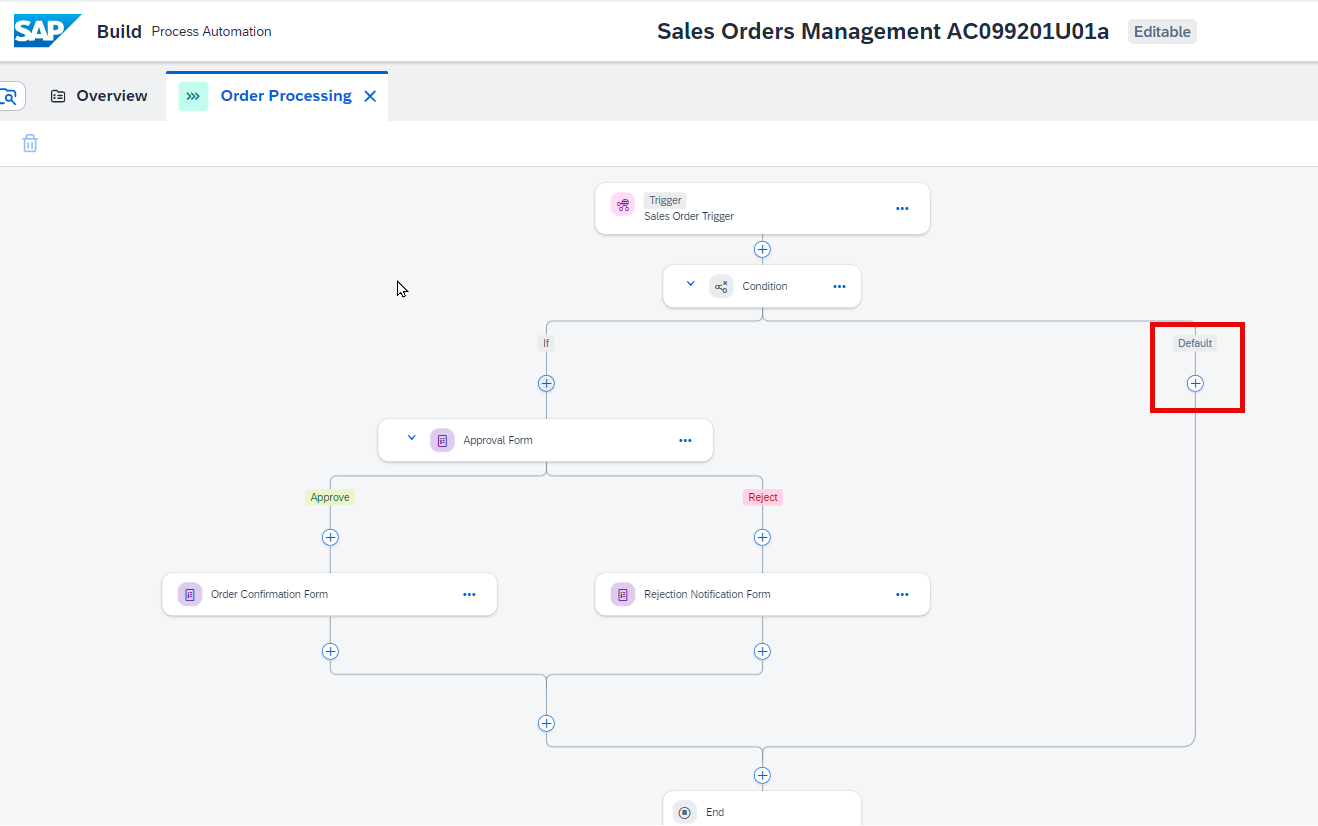 SAP Build Process Automation
Sales Orders Management AC099201U01a Editable
Overview
Order Processing
Trigger
Sales Order Trigger
Condition
If
Default
Approval Form
Approve
Reject
Order Confirmation Form
Rejection Notification Form
End